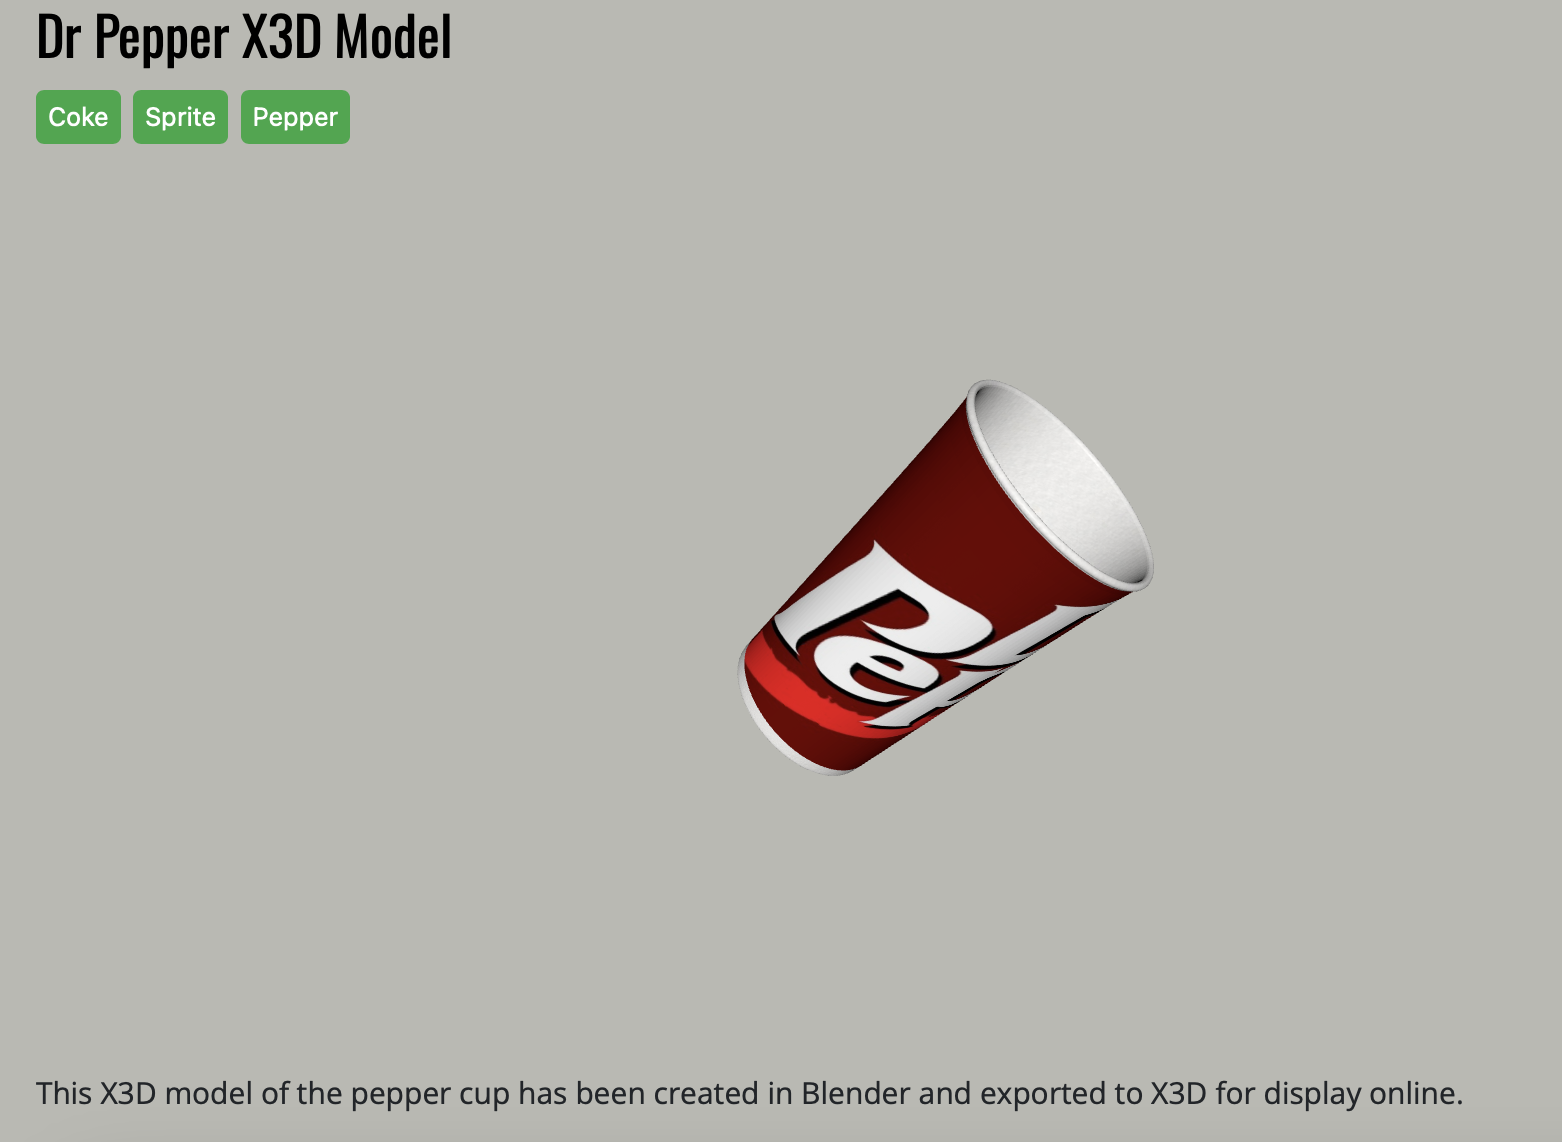 Dr Pepper X3D Model
Coke Sprite Pepper
Pe
This X3D model of the pepper cup has been created in Blender and exported to X3D for display online.